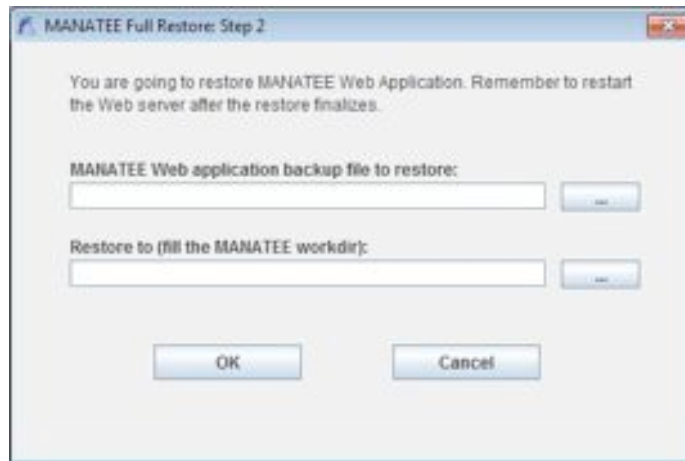 MANATEE Full Restore: Step 2
You are going to restore MANATEE Web Application. Remember to restart
the Web server after the restore finalizes.
MANATEE Web application backup file to restore:
...
Restore to (fill the MANATEE workdir):
...
OK Cancel